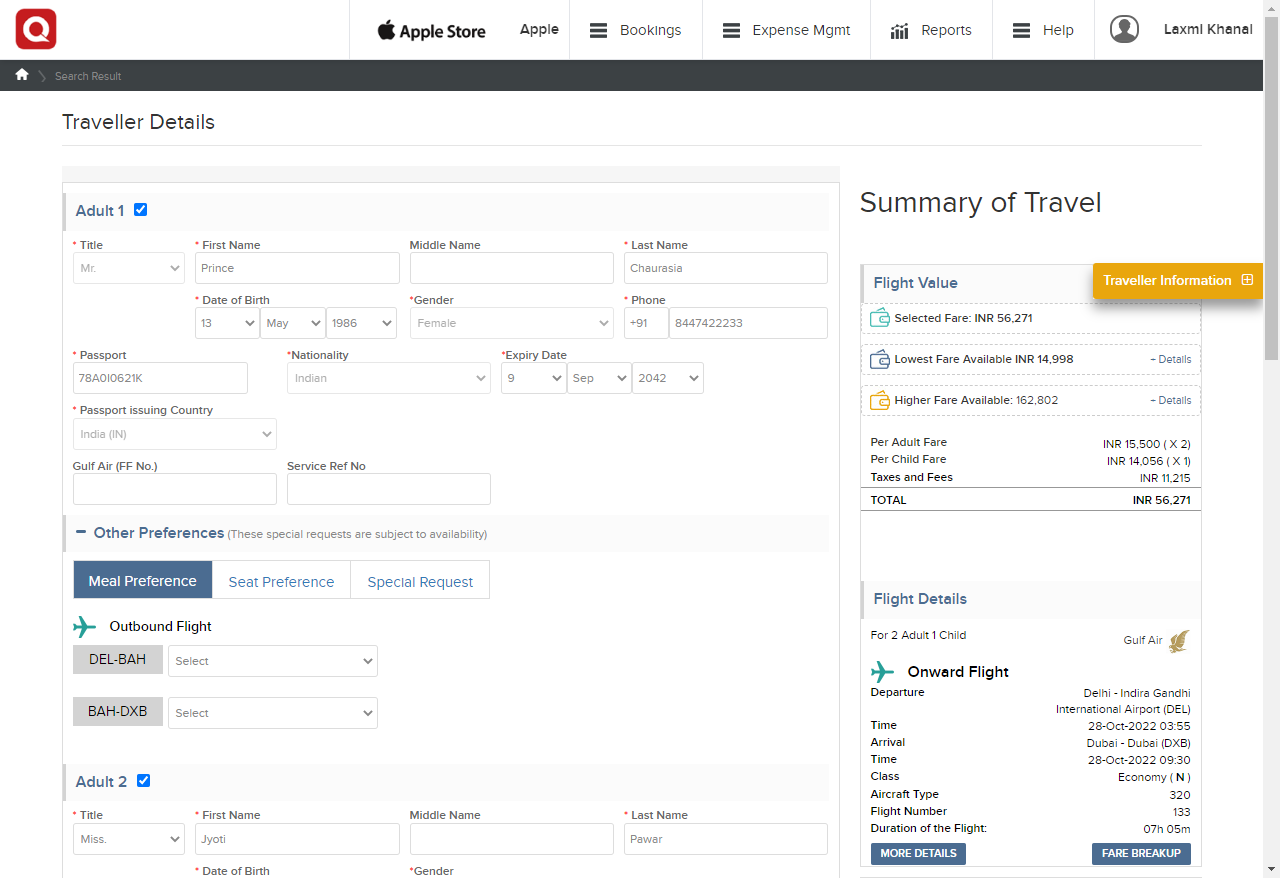 Q
Apple Store
Apple
Bookings
Expense Mgmt
Reports
Help
Laxmi Khanal
Search Result
Traveller Details
Adult 1
* Title * First Name Middle Name * Last Name
Mr. Prince Chaurasia
* Date of Birth *Gender * Phone
13 May 1986 Female +91 8447422233
* Passport *Nationality *Expiry Date
78A0I0621K Indian 9 Sep 2042
* Passport issuing Country
India (IN)
Gulf Air (FF No.) Service Ref No
Other Preferences (These special requests are subject to availability)
Meal Preference Seat Preference Special Request
Outbound Flight
DEL-BAH Select
BAH-DXB Select
Adult 2
* Title * First Name Middle Name * Last Name
Miss. Jyoti Pawar
* Date of Birth *Gender
Summary of Travel
Flight Value
Traveller Information
Selected Fare: INR 56,271
Lowest Fare Available INR 14,998 + Details
Higher Fare Available: 162,802 + Details
Per Adult Fare INR 15,500 ( X 2)
Per Child Fare INR 14,056 ( X 1)
Taxes and Fees INR 11,215
TOTAL INR 56,271
Flight Details
For 2 Adult 1 Child Gulf Air
Onward Flight
Departure Delhi - Indira Gandhi
International Airport (DEL)
Time 28-Oct-2022 03:55
Arrival Dubai - Dubai (DXB)
Time 28-Oct-2022 09:30
Class Economy ( N )
Aircraft Type 320
Flight Number 133
Duration of the Flight: 07h 05m
MORE DETAILS FARE BREAKUP